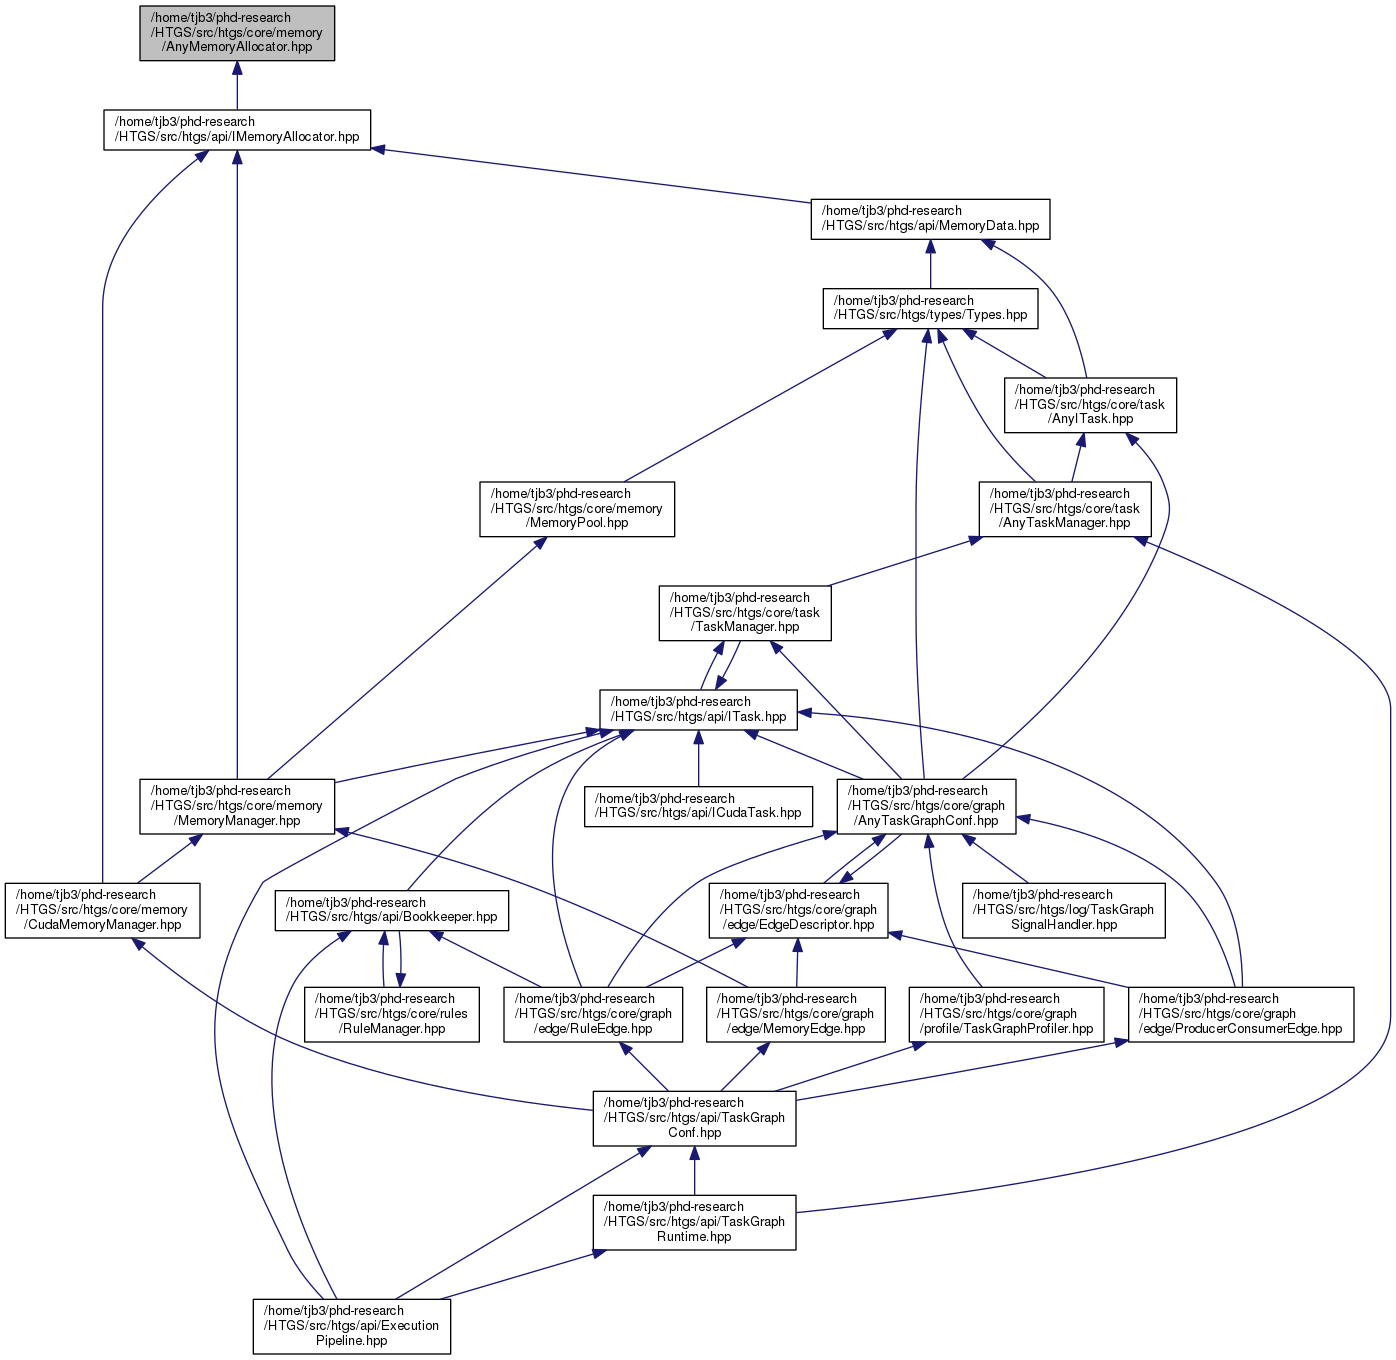 /home/tjb3/phd-research
/HTGS/src/htgs/core/memory
/AnyMemoryAllocator.hpp
/home/tjb3/phd-research
/HTGS/src/htgs/api/IMemoryAllocator.hpp
/home/tjb3/phd-research
/HTGS/src/htgs/api/MemoryData.hpp
/home/tjb3/phd-research
/HTGS/src/htgs/types/Types.hpp
/home/tjb3/phd-research
/HTGS/src/htgs/core/task
/AnyITask.hpp
/home/tjb3/phd-research
/HTGS/src/htgs/core/memory
/MemoryPool.hpp
/home/tjb3/phd-research
/HTGS/src/htgs/core/task
/AnyTaskManager.hpp
/home/tjb3/phd-research
/HTGS/src/htgs/core/task
/TaskManager.hpp
/home/tjb3/phd-research
/HTGS/src/htgs/api/ITask.hpp
/home/tjb3/phd-research
/HTGS/src/htgs/core/memory
/MemoryManager.hpp
/home/tjb3/phd-research
/HTGS/src/htgs/api/ICudaTask.hpp
/home/tjb3/phd-research
/HTGS/src/htgs/core/graph
/AnyTaskGraphConf.hpp
/home/tjb3/phd-research
/HTGS/src/htgs/core/memory
/CudaMemoryManager.hpp
/home/tjb3/phd-research
/HTGS/src/htgs/api/Bookkeeper.hpp
/home/tjb3/phd-research
/HTGS/src/htgs/core/graph
/edge/EdgeDescriptor.hpp
/home/tjb3/phd-research
/HTGS/src/htgs/log/TaskGraph
SignalHandler.hpp
/home/tjb3/phd-research
/HTGS/src/htgs/core/rules
/RuleManager.hpp
/home/tjb3/phd-research
/HTGS/src/htgs/core/graph
/edge/RuleEdge.hpp
/home/tjb3/phd-research
/HTGS/src/htgs/core/graph
/edge/MemoryEdge.hpp
/home/tjb3/phd-research
/HTGS/src/htgs/core/graph
/profile/TaskGraphProfiler.hpp
/home/tjb3/phd-research
/HTGS/src/htgs/core/graph
/edge/ProducerConsumerEdge.hpp
/home/tjb3/phd-research
/HTGS/src/htgs/api/TaskGraph
Conf.hpp
/home/tjb3/phd-research
/HTGS/src/htgs/api/TaskGraph
Runtime.hpp
/home/tjb3/phd-research
/HTGS/src/htgs/api/Execution
Pipeline.hpp